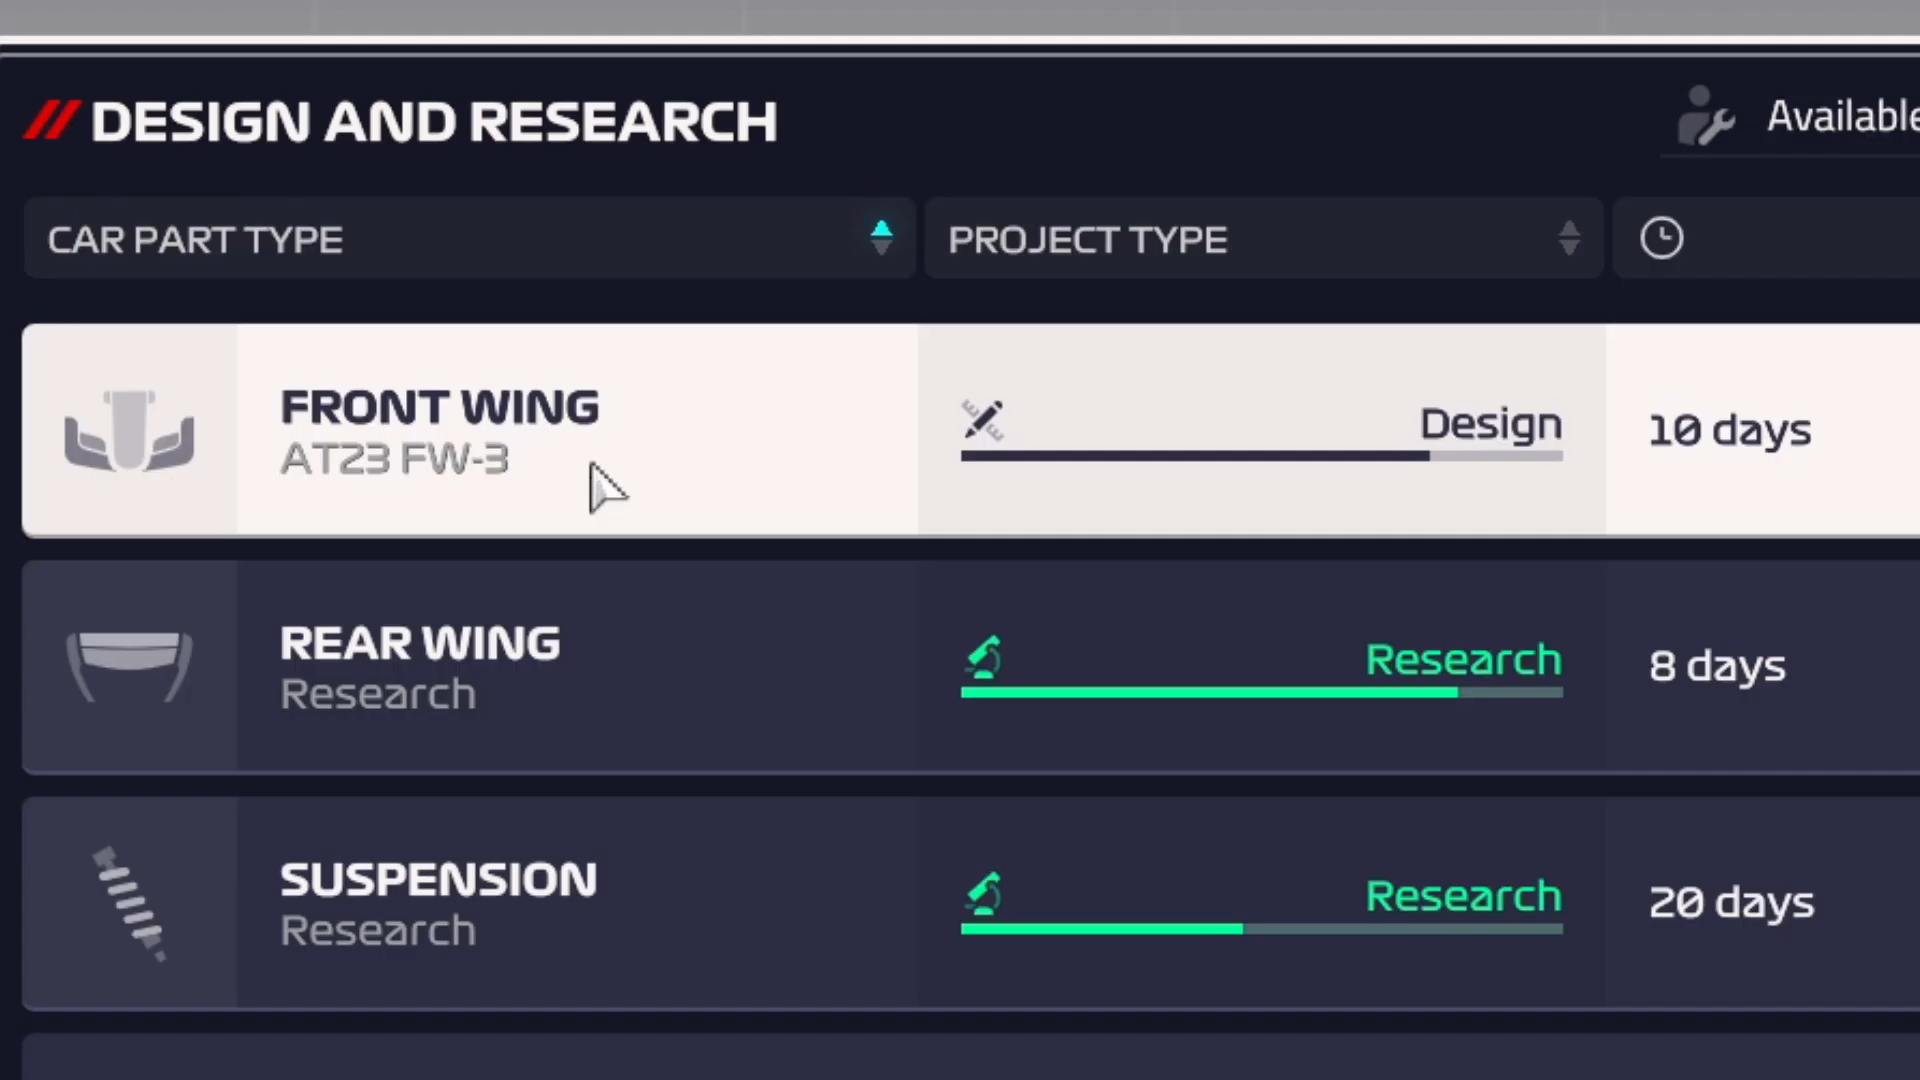 DESIGN AND RESEARCH
Available
CAR PART TYPE
PROJECT TYPE
FRONT WING
AT23 FW-3
Design
10 days
REAR WING
Research
Research
8 days
SUSPENSION
Research
Research
20 days